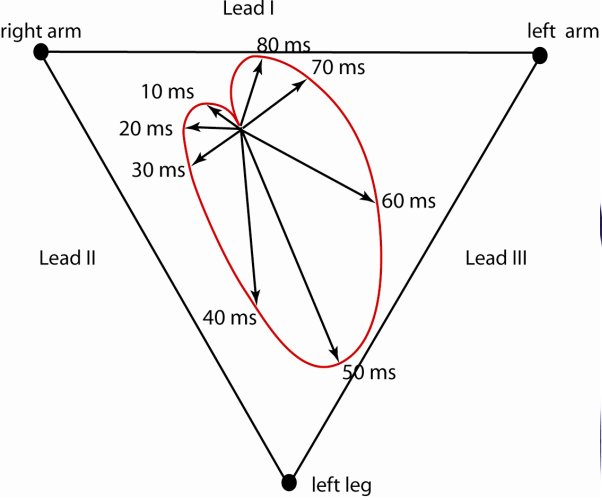 Lead I
right arm
left arm
80 ms
70 ms
10 ms
20 ms
30 ms
60 ms
Lead II
Lead III
40 ms
50 ms
left leg